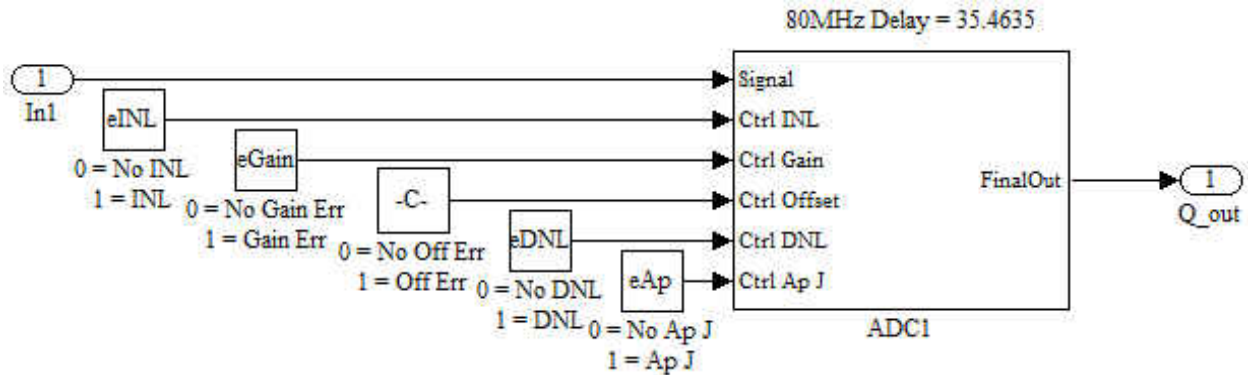 80MHz Delay = 35.4635
1
In1
Signal
eINL
Ctrl INL
0 = No INL
1 = INL
eGain
Ctrl Gain
0 = No Gain Err
1 = Gain Err
-C-
Ctrl Offset
0 = No Off Err
1 = Off Err
eDNL
Ctrl DNL
0 = No DNL
1 = DNL
eAp
Ctrl Ap J
0 = No Ap J
1 = Ap J
FinalOut
ADC1
1
Q_out